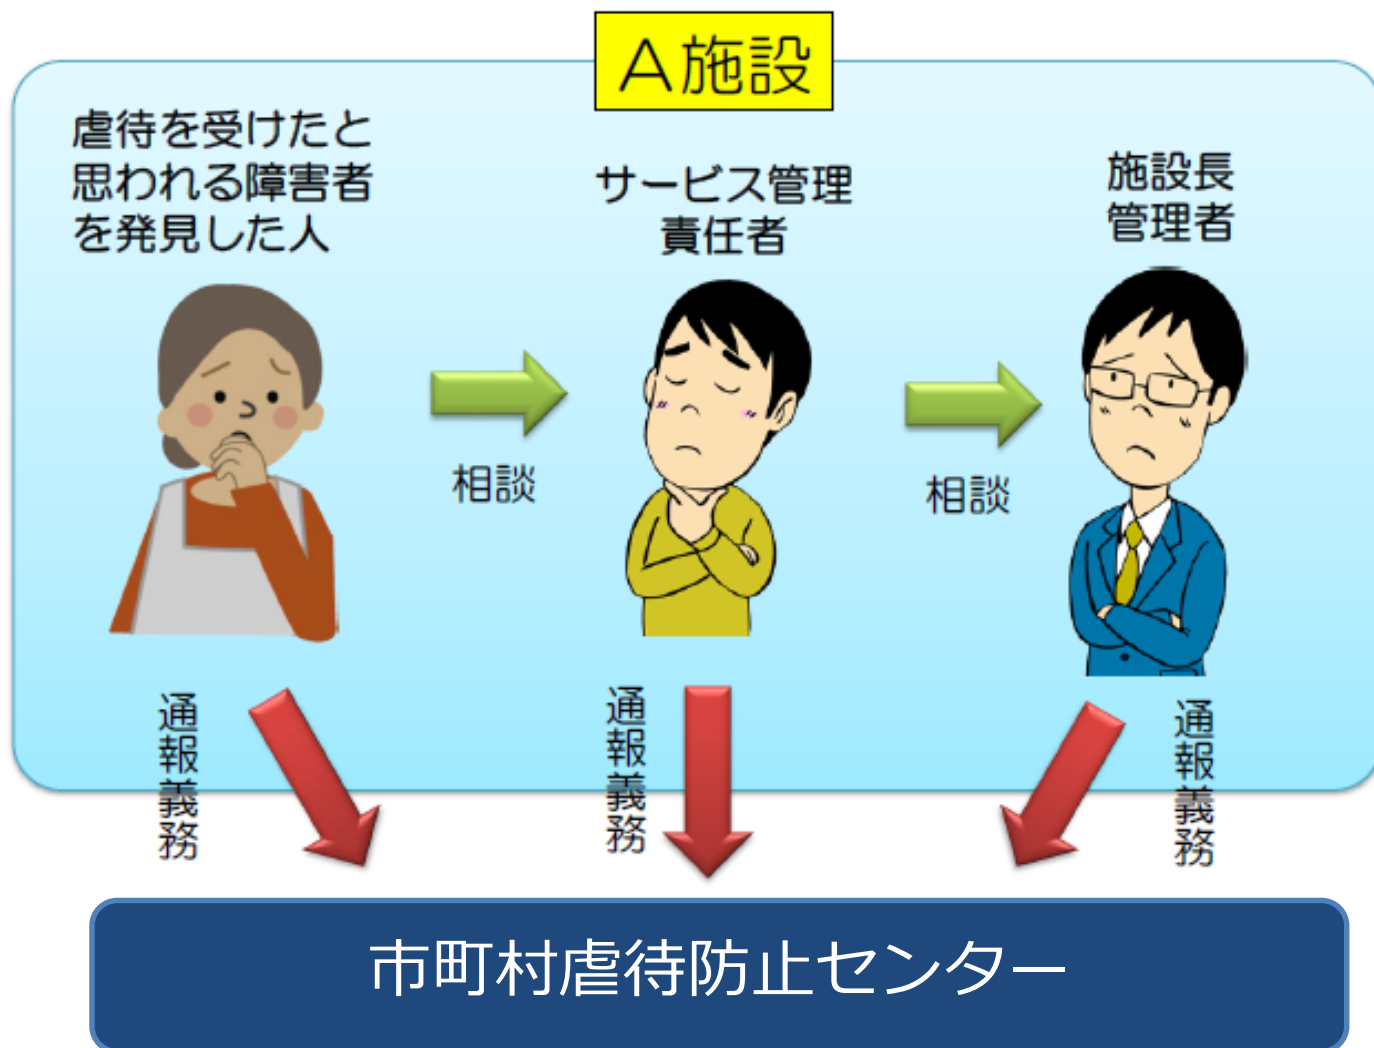 A施設
虐待を受けたと
思われる障害者
を発見した人
サービス管理
責任者
施設長
管理者
相談
相談
通報義務
通報義務
通報義務
市町村虐待防止センター